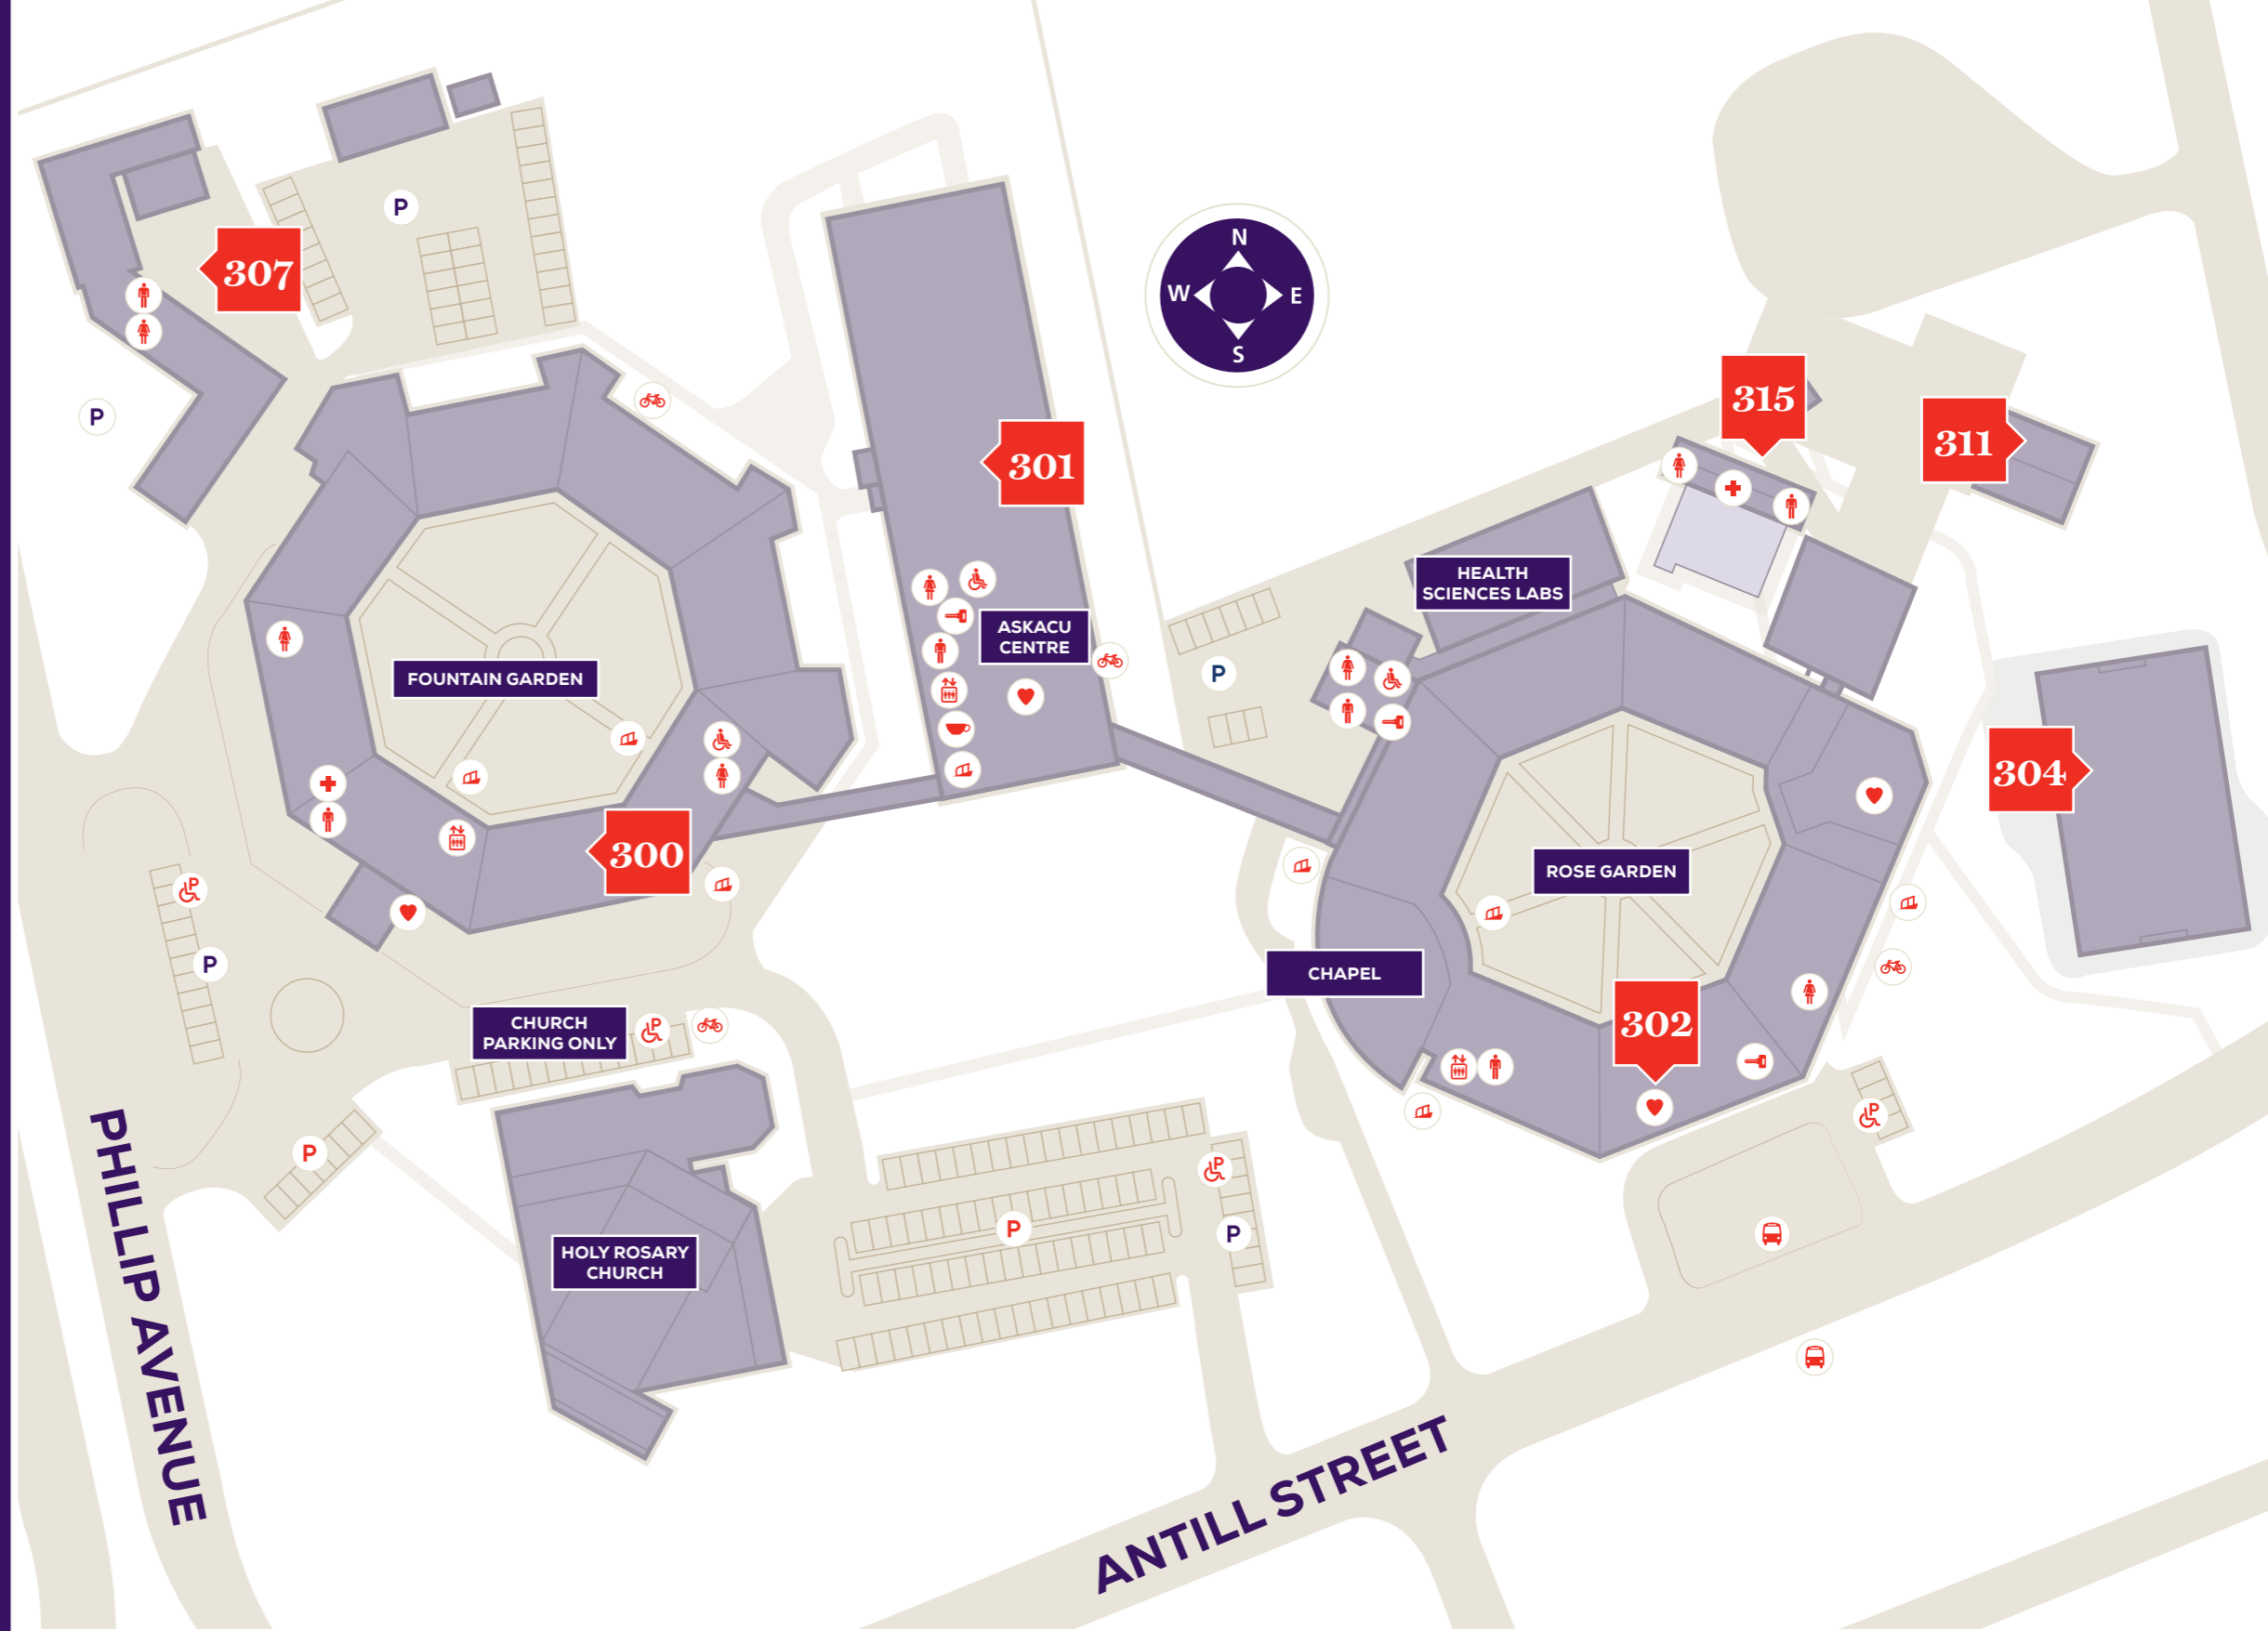 307
P
P
301
N
W
E
S
315
311
HEALTH
SCIENCES LABS
ASKACU
CENTRE
P
FOUNTAIN GARDEN
304
300
ROSE GARDEN
P
P
CHAPEL
302
CHURCH
PARKING ONLY
P
P
P
P
P
P
P
HOLY ROSARY
CHURCH
PHILLIP AVENUE
ANTILL STREET